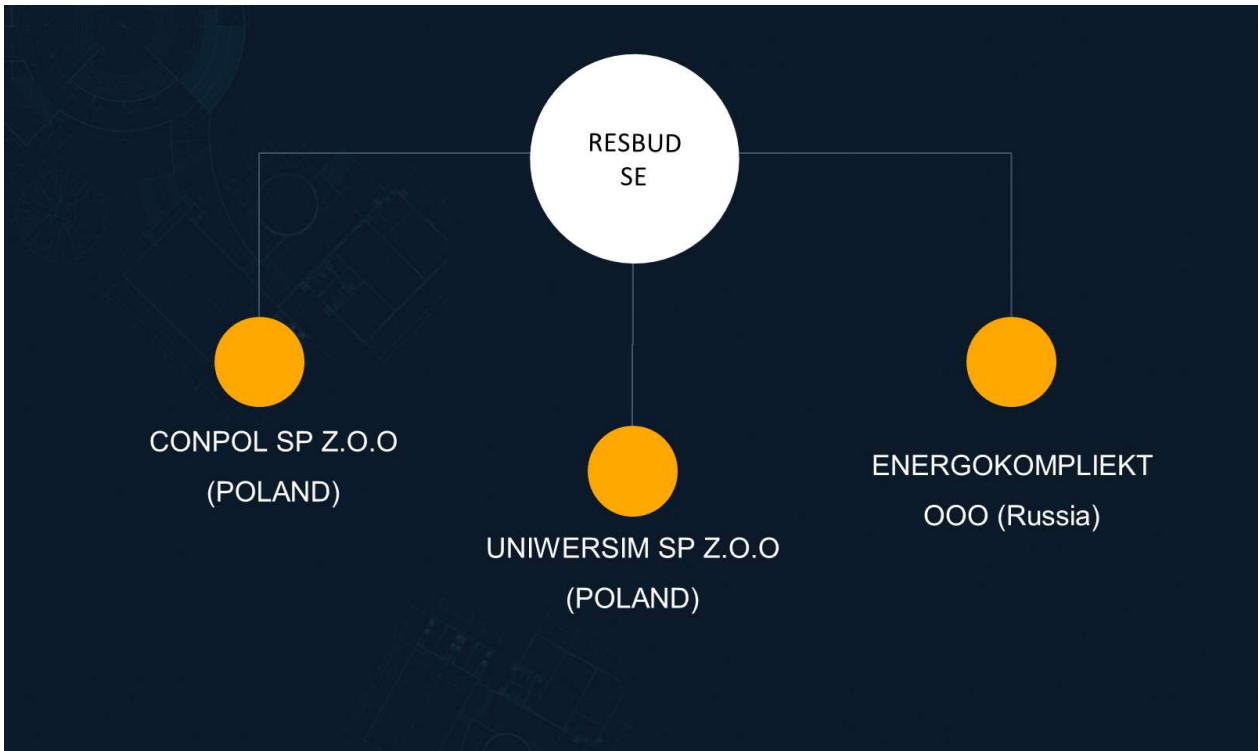 RESBUD
SE
CONPOL SP Z.O.O
(POLAND)
UNIWERSIM SP Z.O.O
(POLAND)
ENERGOKOMPLIEKT
OOO (Russia)